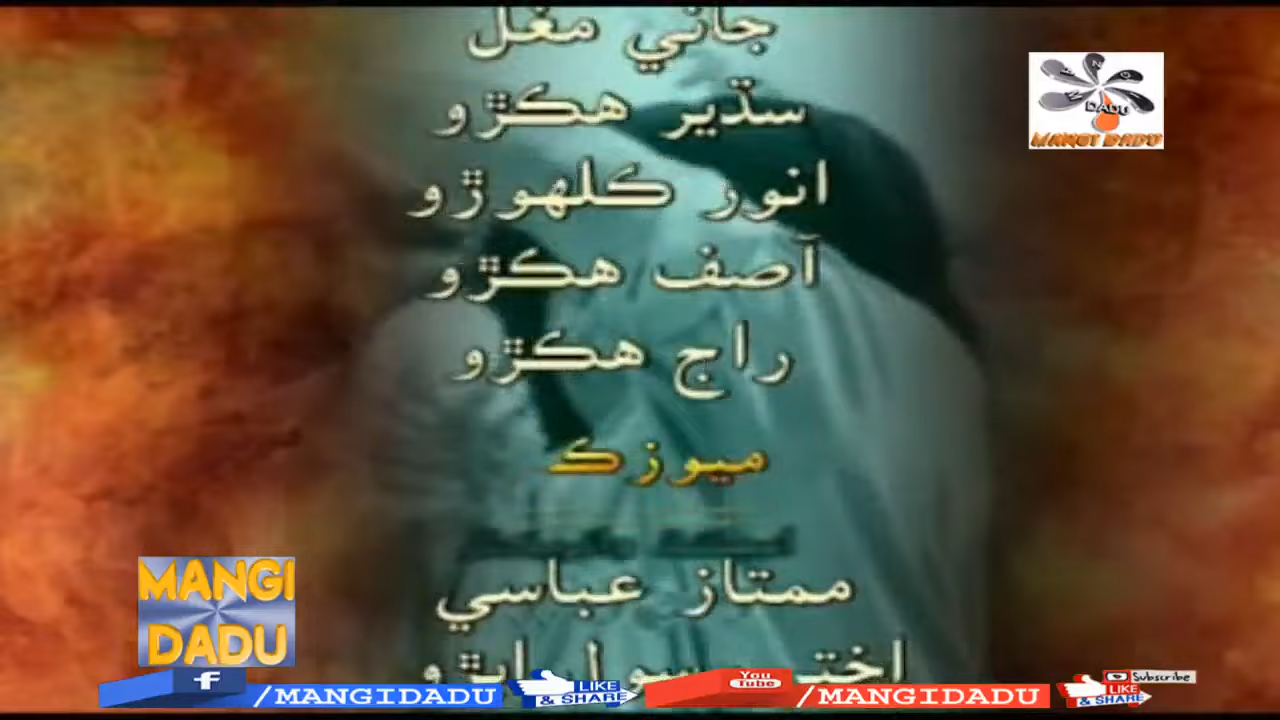 جاني مغل
سڌير هڪڙو
انور ڪلهوڙو
آصف هڪڙو
راج هڪڙو
ميوزڪ
ممتاز عباسي
MANGI DADU
MANGI
DADU
/MANGIDADU
LIKE
& SHARE
You
Tube
/MANGIDADU
Subscribe
LIKE
& SHARE